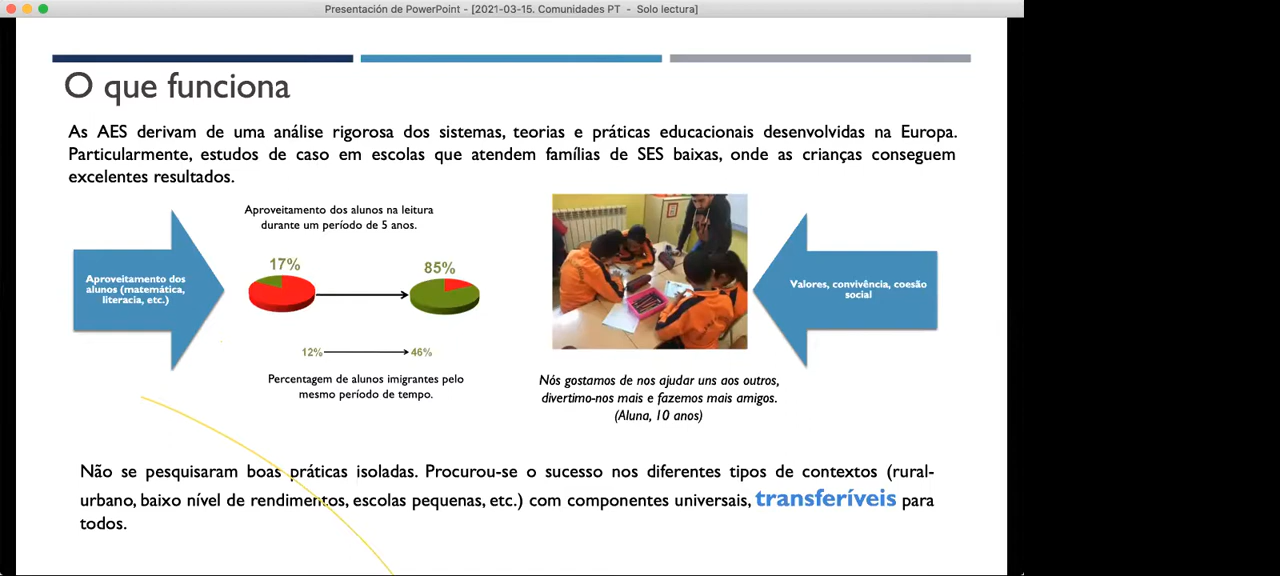 Presentación de PowerPoint - [2021-03-15. Comunidades PT - Solo lectura]
O que funciona
As AES derivam de uma análise rigorosa dos sistemas, teorias e práticas educacionais desenvolvidas na Europa.
Particularmente, estudos de caso em escolas que atendem famílias de SES baixas, onde as crianças conseguem
excelentes resultados.
Aproveitamento dos
alunos (matemática,
literacia, etc.)
Aproveitamento dos alunos na leitura
durante um período de 5 anos.
17%
85%
12%
46%
Percentagem de alunos imigrantes pelo
mesmo período de tempo.
Valores, convivência, coesão
social
Nós gostamos de nos ajudar uns aos outros,
divertimo-nos mais e fazemos mais amigos.
(Aluna, 10 anos)
Não se pesquisaram boas práticas isoladas. Procurou-se o sucesso nos diferentes tipos de contextos (rural-
urbano, baixo nível de rendimentos, escolas pequenas, etc.) com componentes universais, transferíveis para
todos.